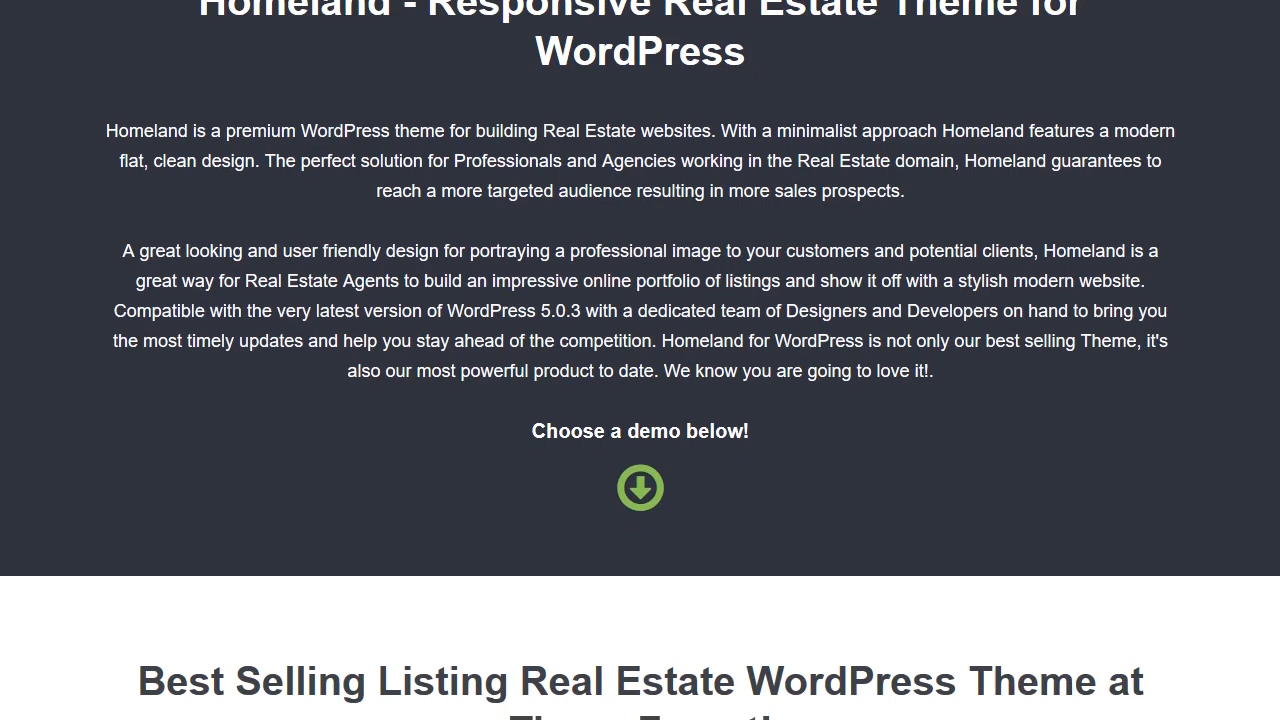 Homeland - Responsive Real Estate Theme for
WordPress
Homeland is a premium WordPress theme for building Real Estate websites. With a minimalist approach Homeland features a modern
flat, clean design. The perfect solution for Professionals and Agencies working in the Real Estate domain, Homeland guarantees to
reach a more targeted audience resulting in more sales prospects.
A great looking and user friendly design for portraying a professional image to your customers and potential clients, Homeland is a
great way for Real Estate Agents to build an impressive online portfolio of listings and show it off with a stylish modern website.
Compatible with the very latest version of WordPress 5.0.3 with a dedicated team of Designers and Developers on hand to bring you
the most timely updates and help you stay ahead of the competition. Homeland for WordPress is not only our best selling Theme, it's
also our most powerful product to date. We know you are going to love it!.
Choose a demo below!
Best Selling Listing Real Estate WordPress Theme at